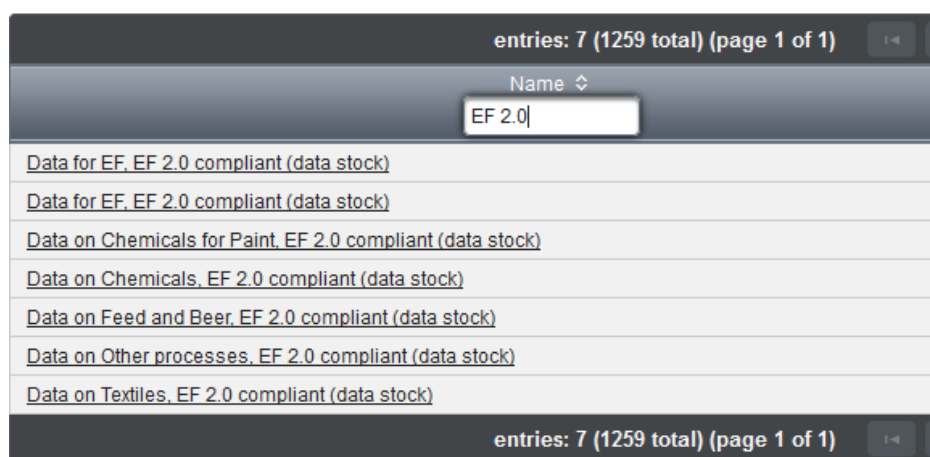 entries: 7 (1259 total) (page 1 of 1)
Name
EF 2.0
Data for EF, EF 2.0 compliant (data stock)
Data for EF, EF 2.0 compliant (data stock)
Data on Chemicals for Paint, EF 2.0 compliant (data stock)
Data on Chemicals, EF 2.0 compliant (data stock)
Data on Feed and Beer, EF 2.0 compliant (data stock)
Data on Other processes, EF 2.0 compliant (data stock)
Data on Textiles, EF 2.0 compliant (data stock)
entries: 7 (1259 total) (page 1 of 1)